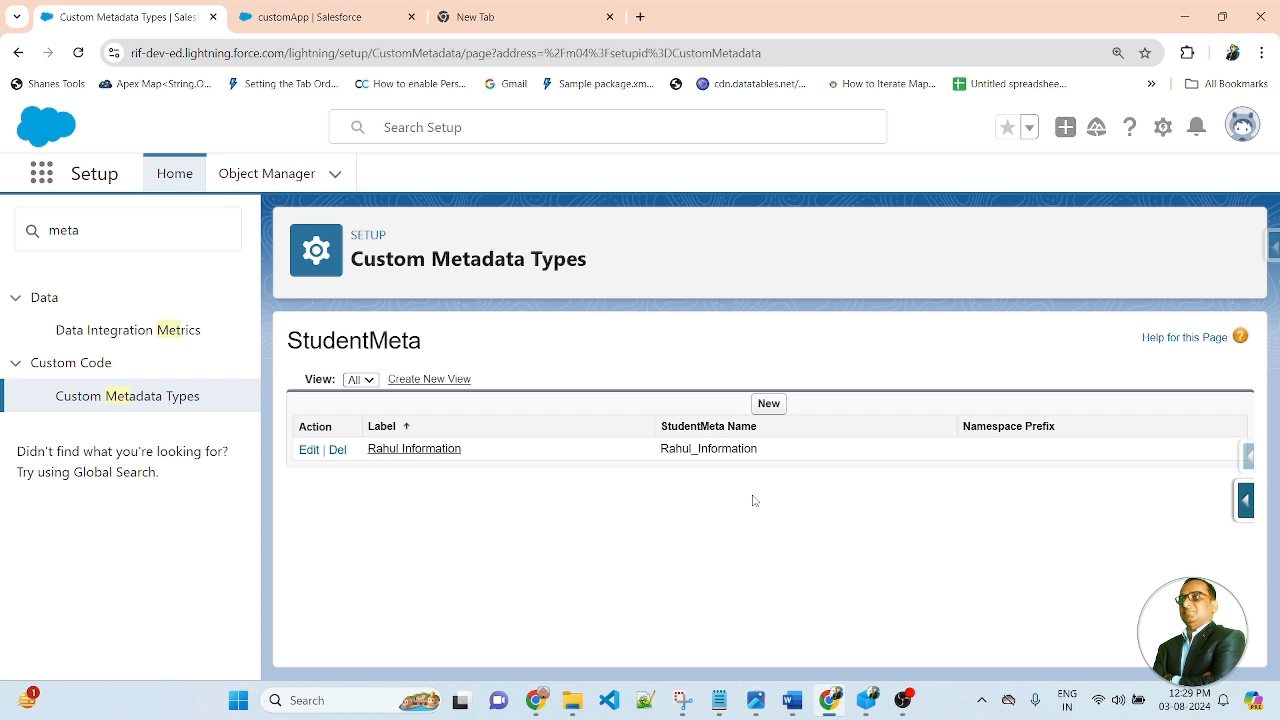 Custom Metadata Types | Sales
customApp | Salesforce
New Tab
rif-dev-ed.lightning.force.com/lightning/setup/CustomMetadata/page?address=%2Fm04%3Fsetupid%3DCustomMetadata
Shanes Tools
Apex Map<String,O...
Setting the Tab Ord...
CC How to enable Pers...
Gmail
Sample package.xm...
cdn.datatables.net/...
How to Iterate Map...
Untitled spreadshee...
»
All Bookmarks
Search Setup
Setup
Home
Object Manager
meta
SETUP
Custom Metadata Types
Data
Data Integration Metrics
Custom Code
Custom Metadata Types
Didn't find what you're looking for?
Try using Global Search.
StudentMeta
Help for this Page ?
View: All Create New View
New
Action Label StudentMeta Name Namespace Prefix
Edit | Del Rahul Information Rahul_Information
1
Search
ENG
IN
12:29 PM
03-08-2024